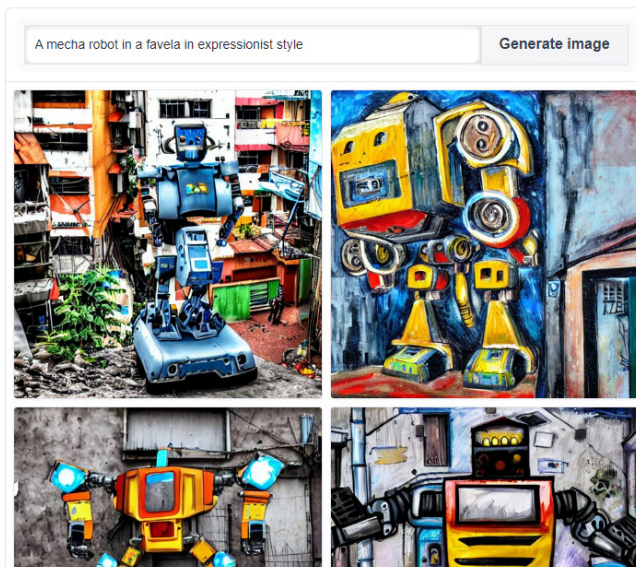 A mecha robot in a favela in expressionist style
Generate image